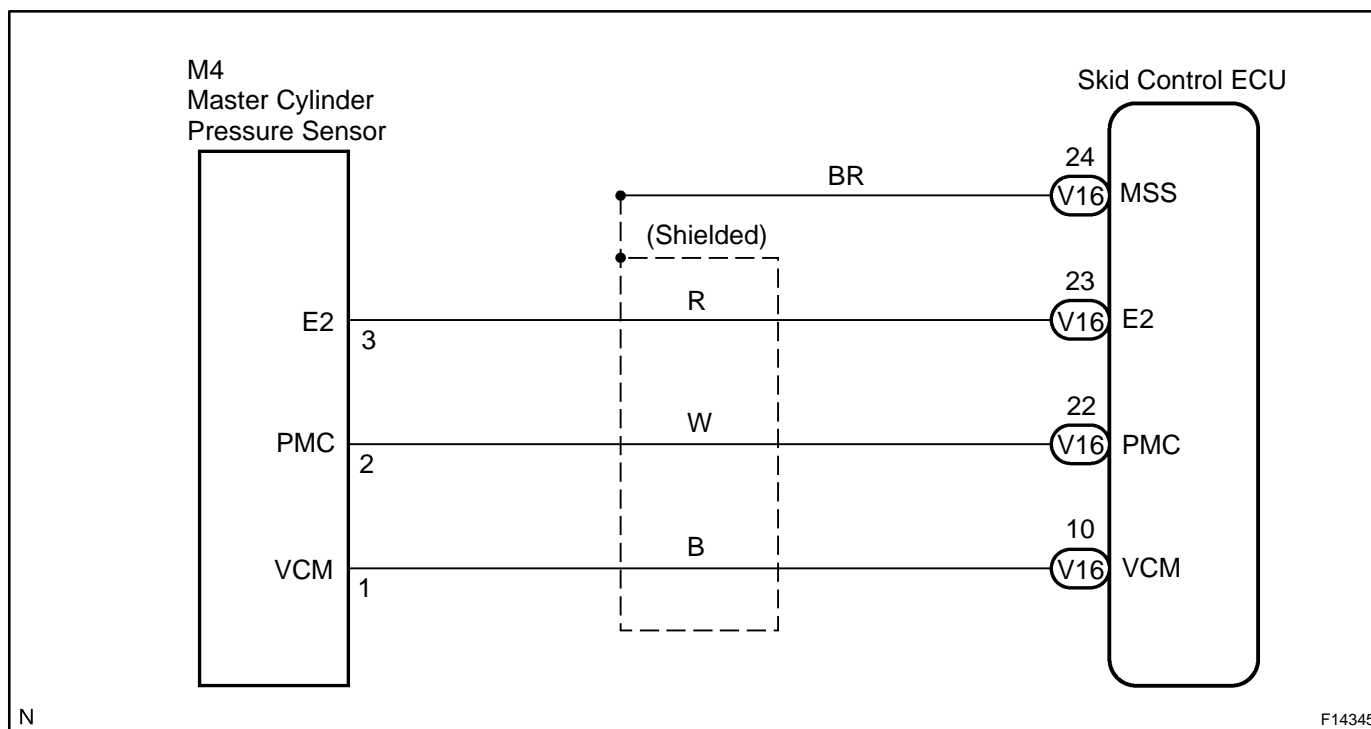 M4
Master Cylinder
Pressure Sensor
Skid Control ECU
24
BR
V16
MSS
(Shielded)
23
R
E2
3
V16
E2
22
W
PMC
2
V16
PMC
10
B
VCM
1
V16
VCM
N
F14345